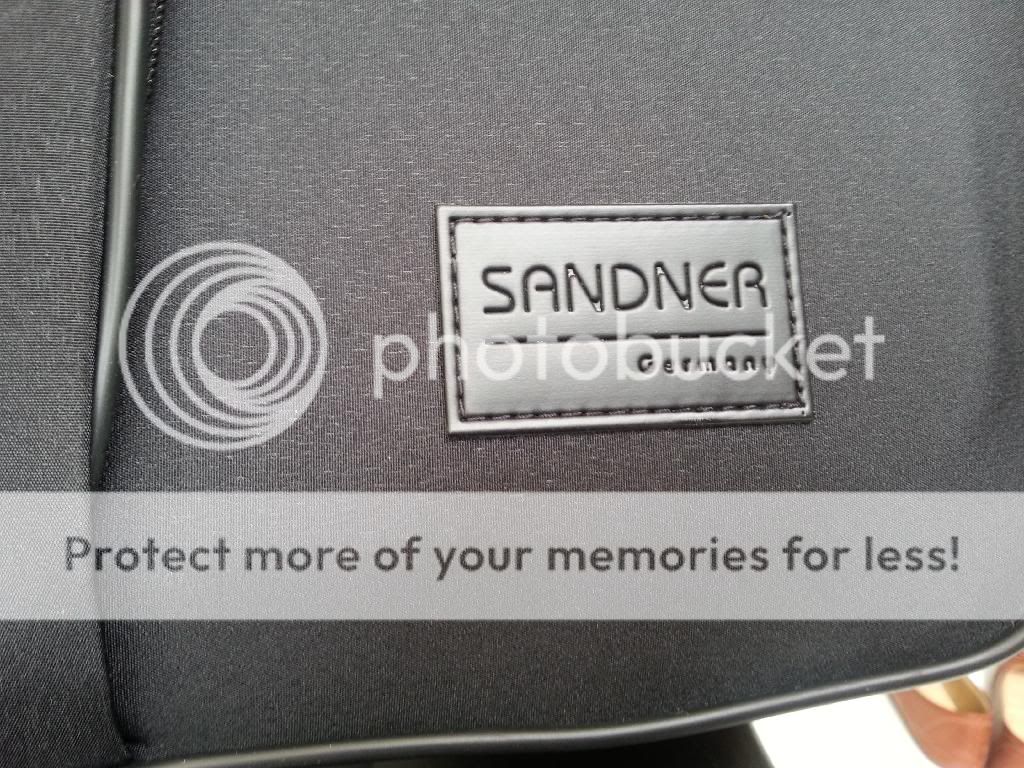 SANDNER
Germany
photobucket
Protect more of your memories for less!